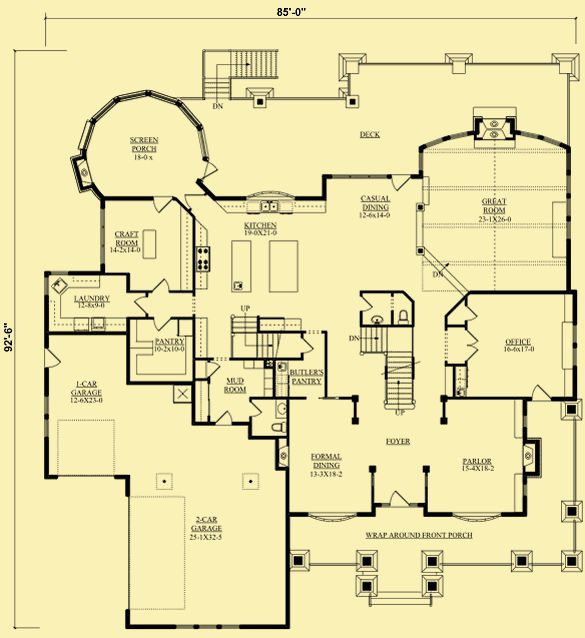 85'-0"
DN
DECK
SCREEN
PORCH
18-0 x
CASUAL
DINING
12-6x14-0
GREAT
ROOM
23-1X26-0
KITCHEN
19-0X21-0
CRAFT
ROOM
14-2x14-0
DN
LAUNDRY
12-8x9-0
UP
92'-6"
PANTRY
10-2x10-0
DN
OFFICE
16-6x17-0
MUD
ROOM
BUTLER'S
PANTRY
1-CAR
GARAGE
12-6X23-0
UP
FOYER
FORMAL
DINING
13-3X18-2
PARLOR
15-4X18-2
2-CAR
GARAGE
25-1X32-5
WRAP AROUND FRONT PORCH